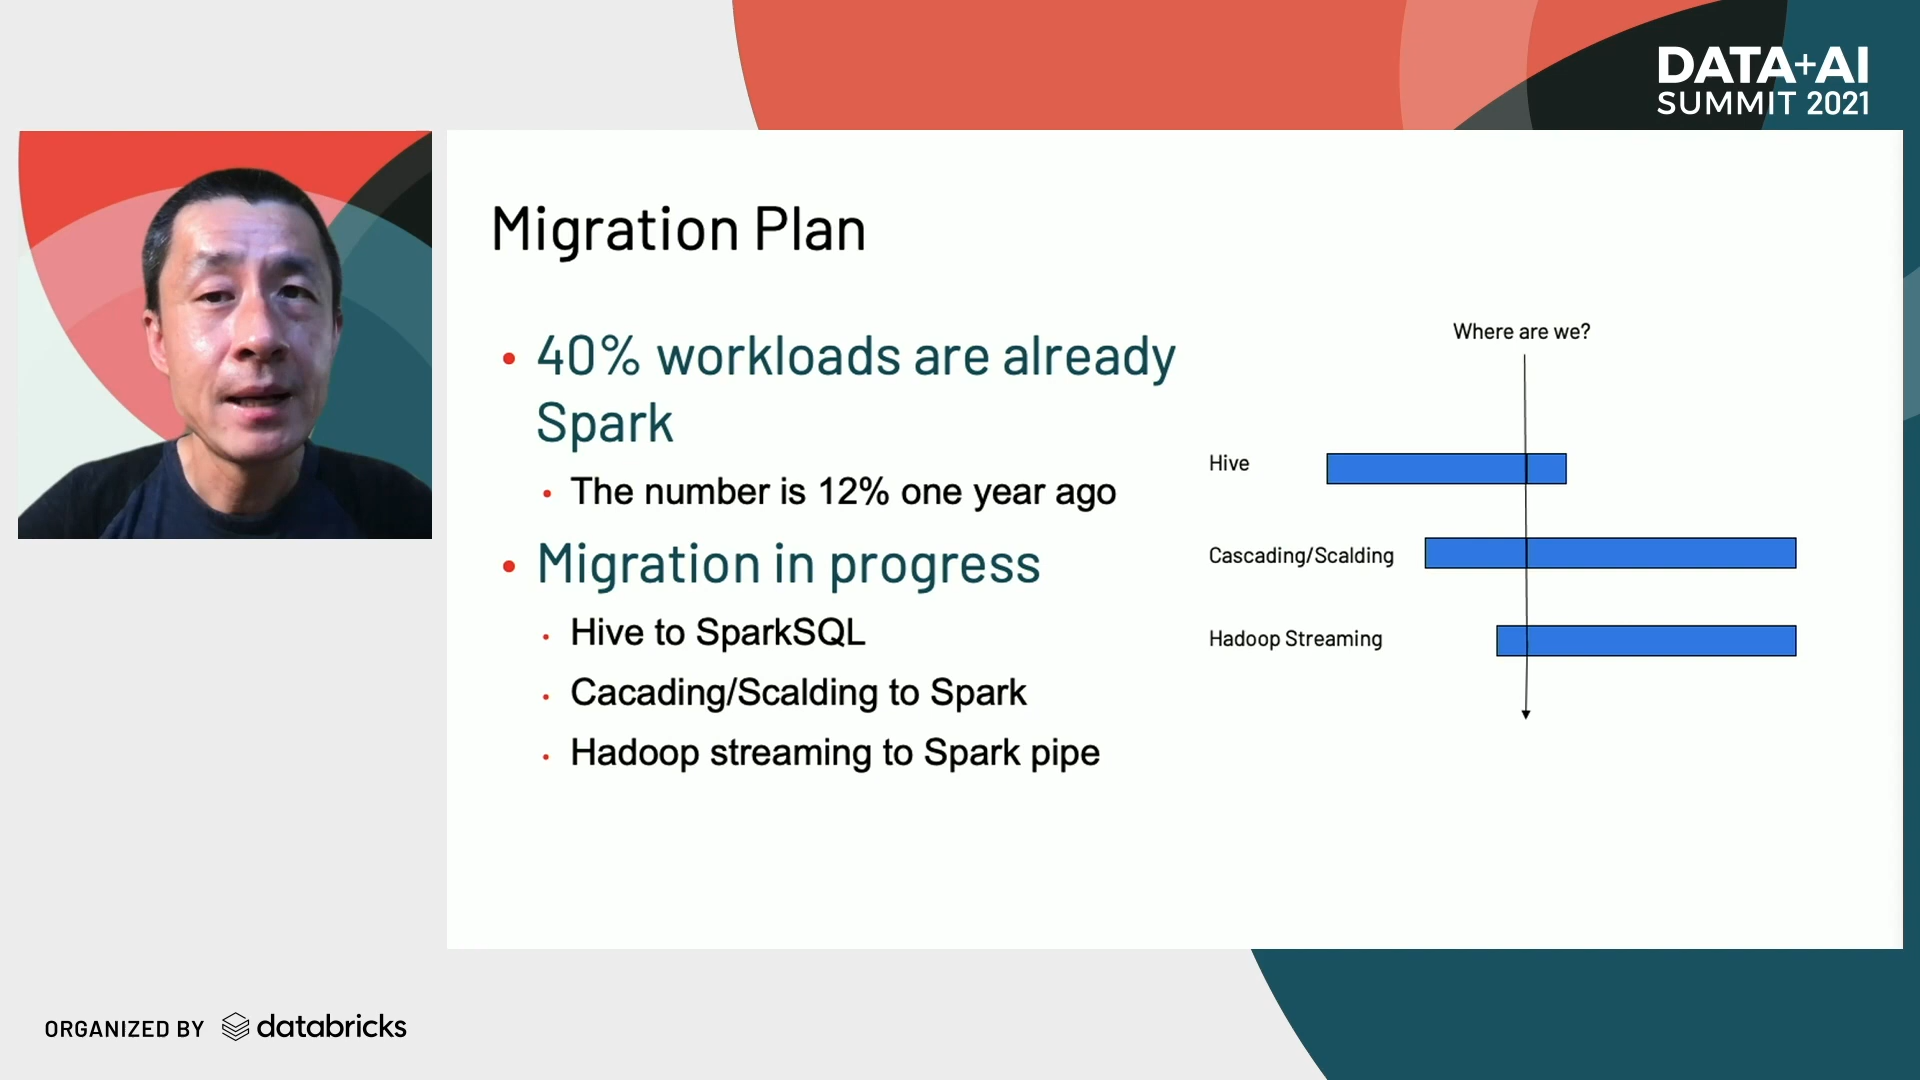 DATA+AI
SUMMIT 2021
Migration Plan
• 40% workloads are already
Spark
• The number is 12% one year ago
• Migration in progress
• Hive to SparkSQL
• Cacading/Scalding to Spark
• Hadoop streaming to Spark pipe
Where are we?
Hive
Cascading/Scalding
Hadoop Streaming
ORGANIZED BY databricks